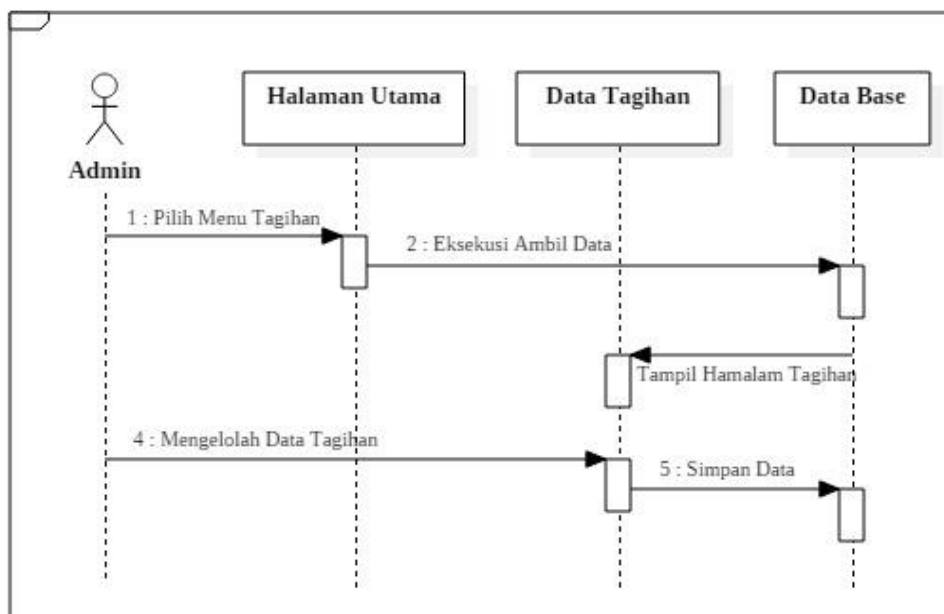 Halaman Utama
Data Tagihan
Data Base
Admin
1 : Pilih Menu Tagihan
2 : Eksekusi Ambil Data
Tampil Hamalam Tagihan
4 : Mengelolah Data Tagihan
5 : Simpan Data